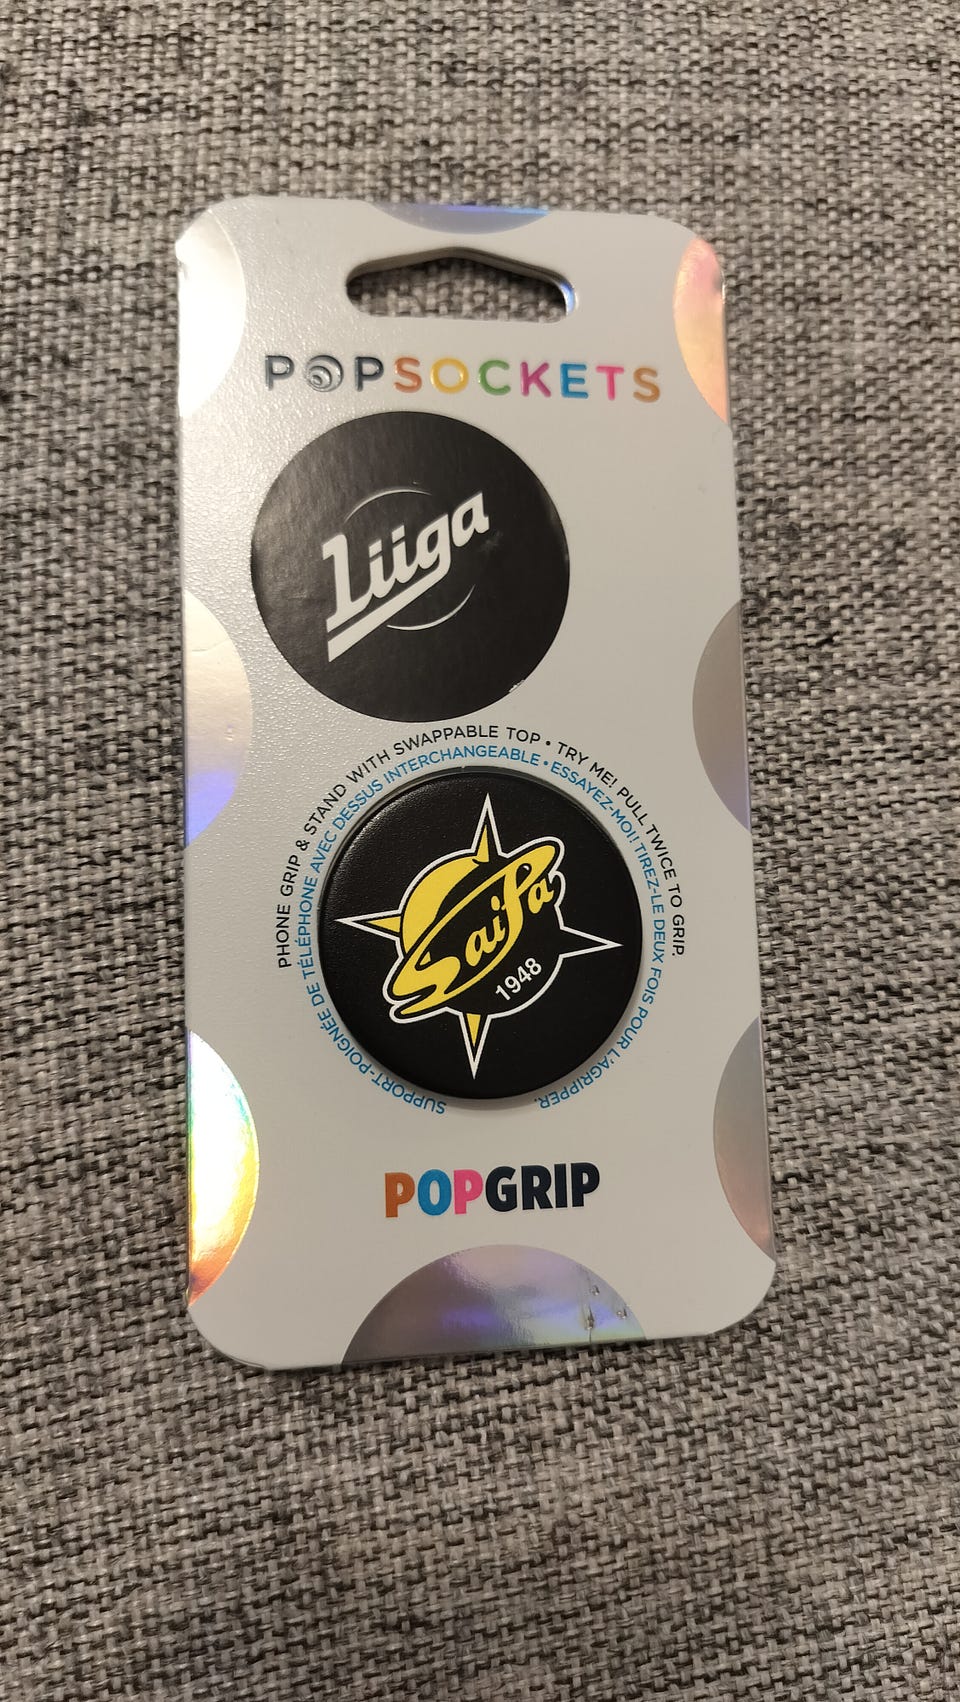 POPSOCKETS
Liiga
PHONE GRIP & STAND WITH SWAPPABLE TOP • TRY ME! PULL TWICE TO GRIP.
SUPPORT-POIGNÉE DE TÉLÉPHONE AVEC DESSUS INTERCHANGEABLE • ESSAYEZ-MOI! TIREZ-LE DEUX FOIS POUR L'AGRIPPER.
SaiPa
1948
POPGRIP